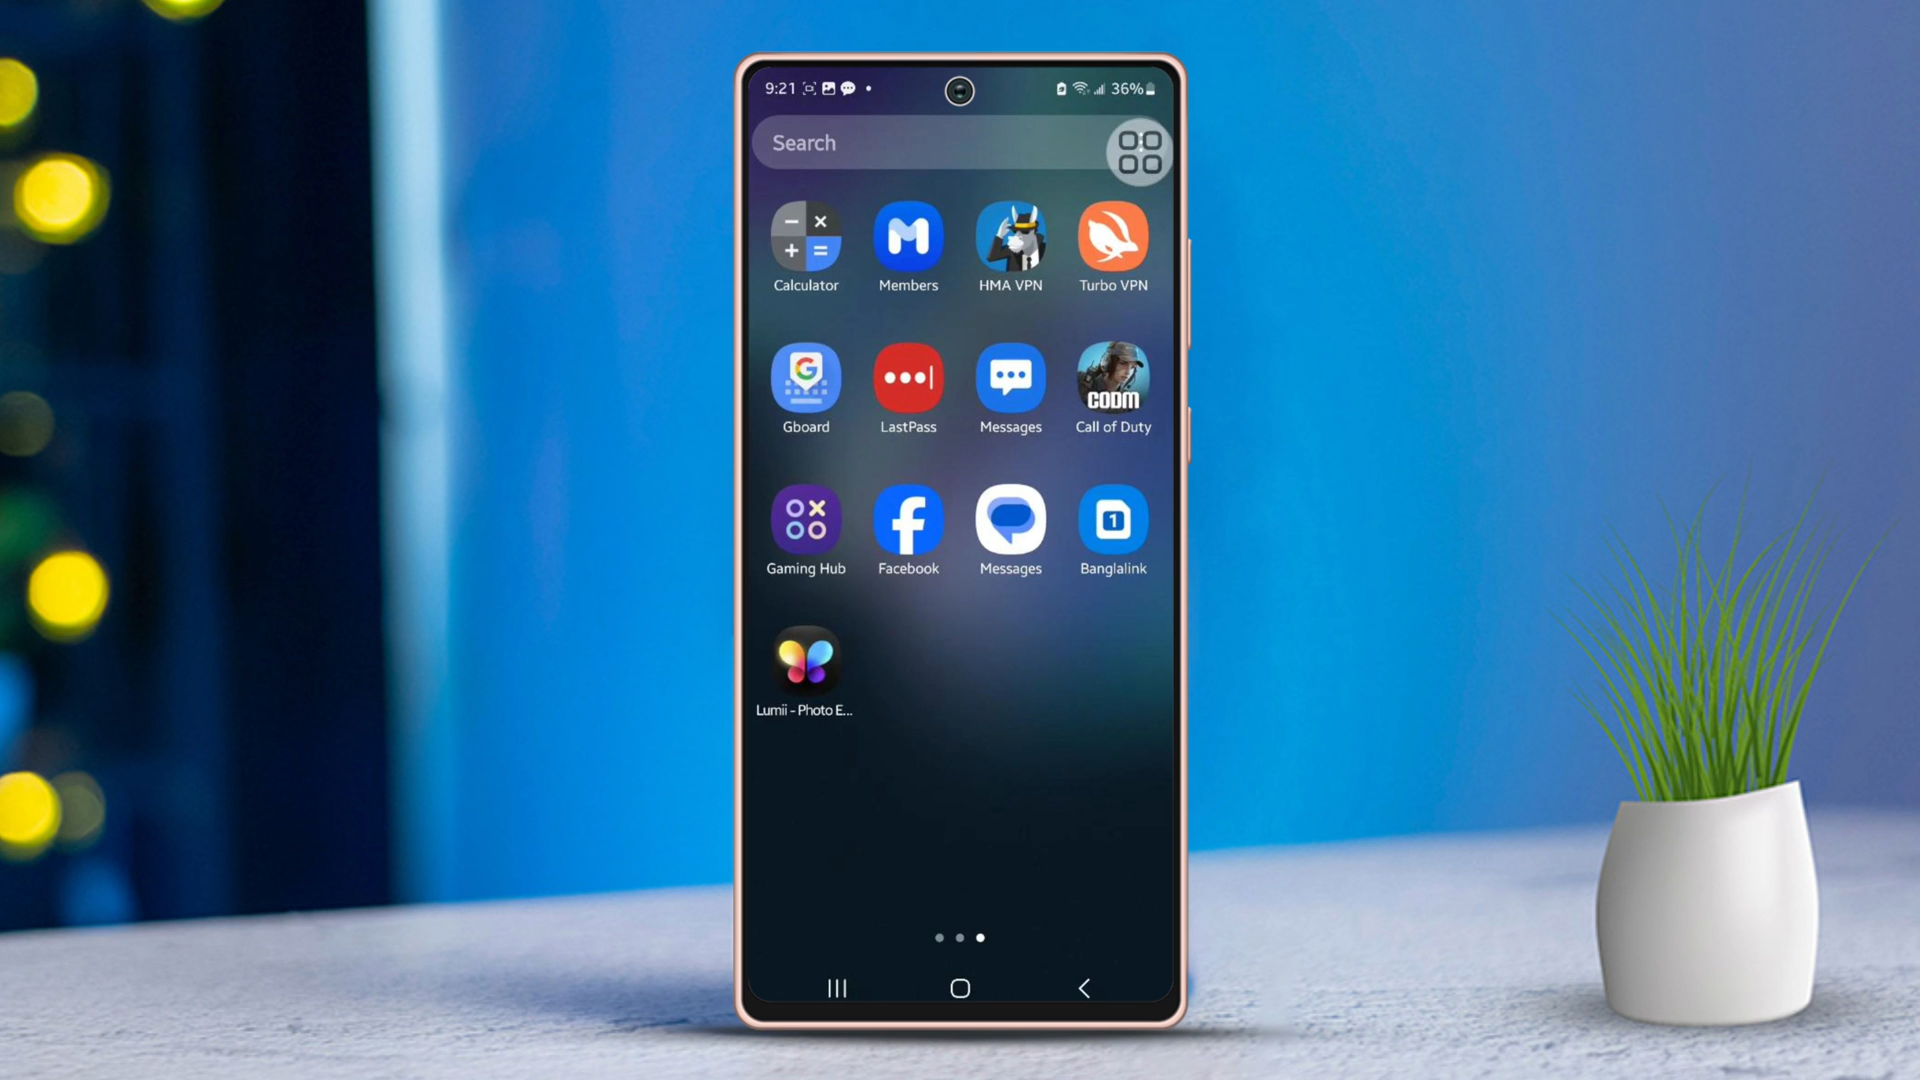 9:21 36%
Search
Calculator Members HMA VPN Turbo VPN
CODM
Gboard LastPass Messages Call of Duty
1
Gaming Hub Facebook Messages Banglalink
Lumii - Photo E...